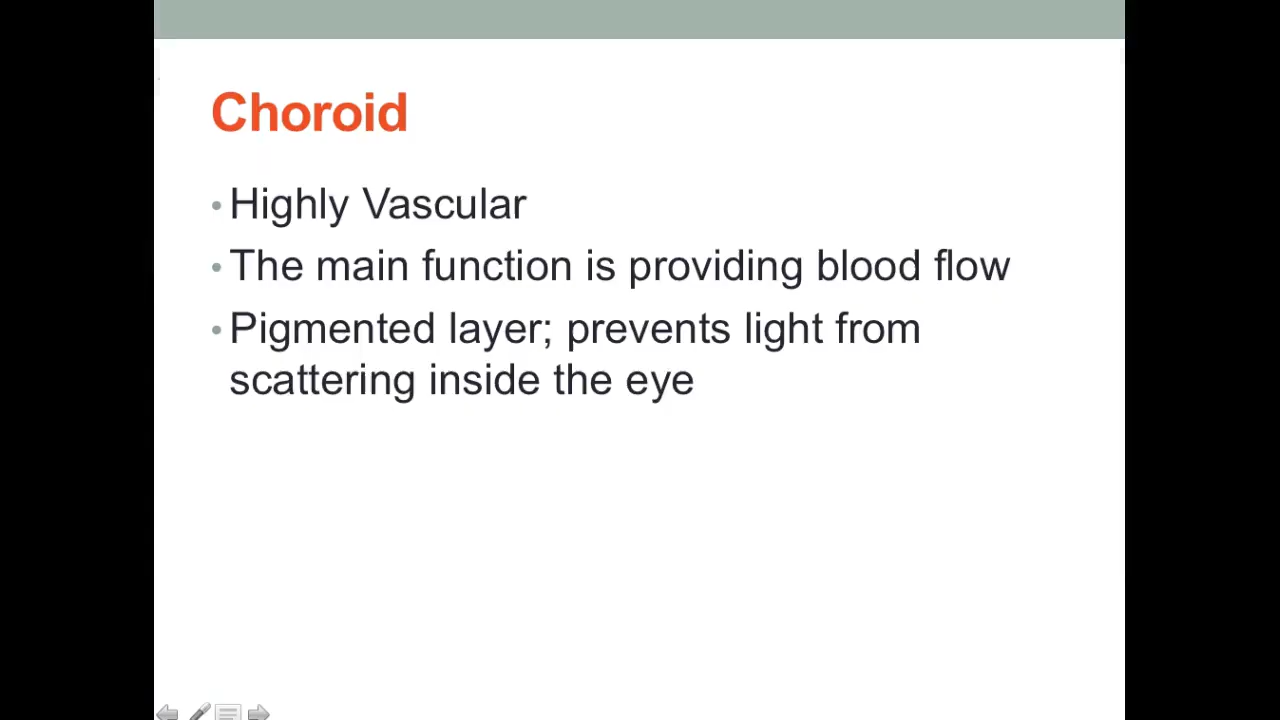 Choroid
• Highly Vascular
• The main function is providing blood flow
• Pigmented layer; prevents light from
scattering inside the eye